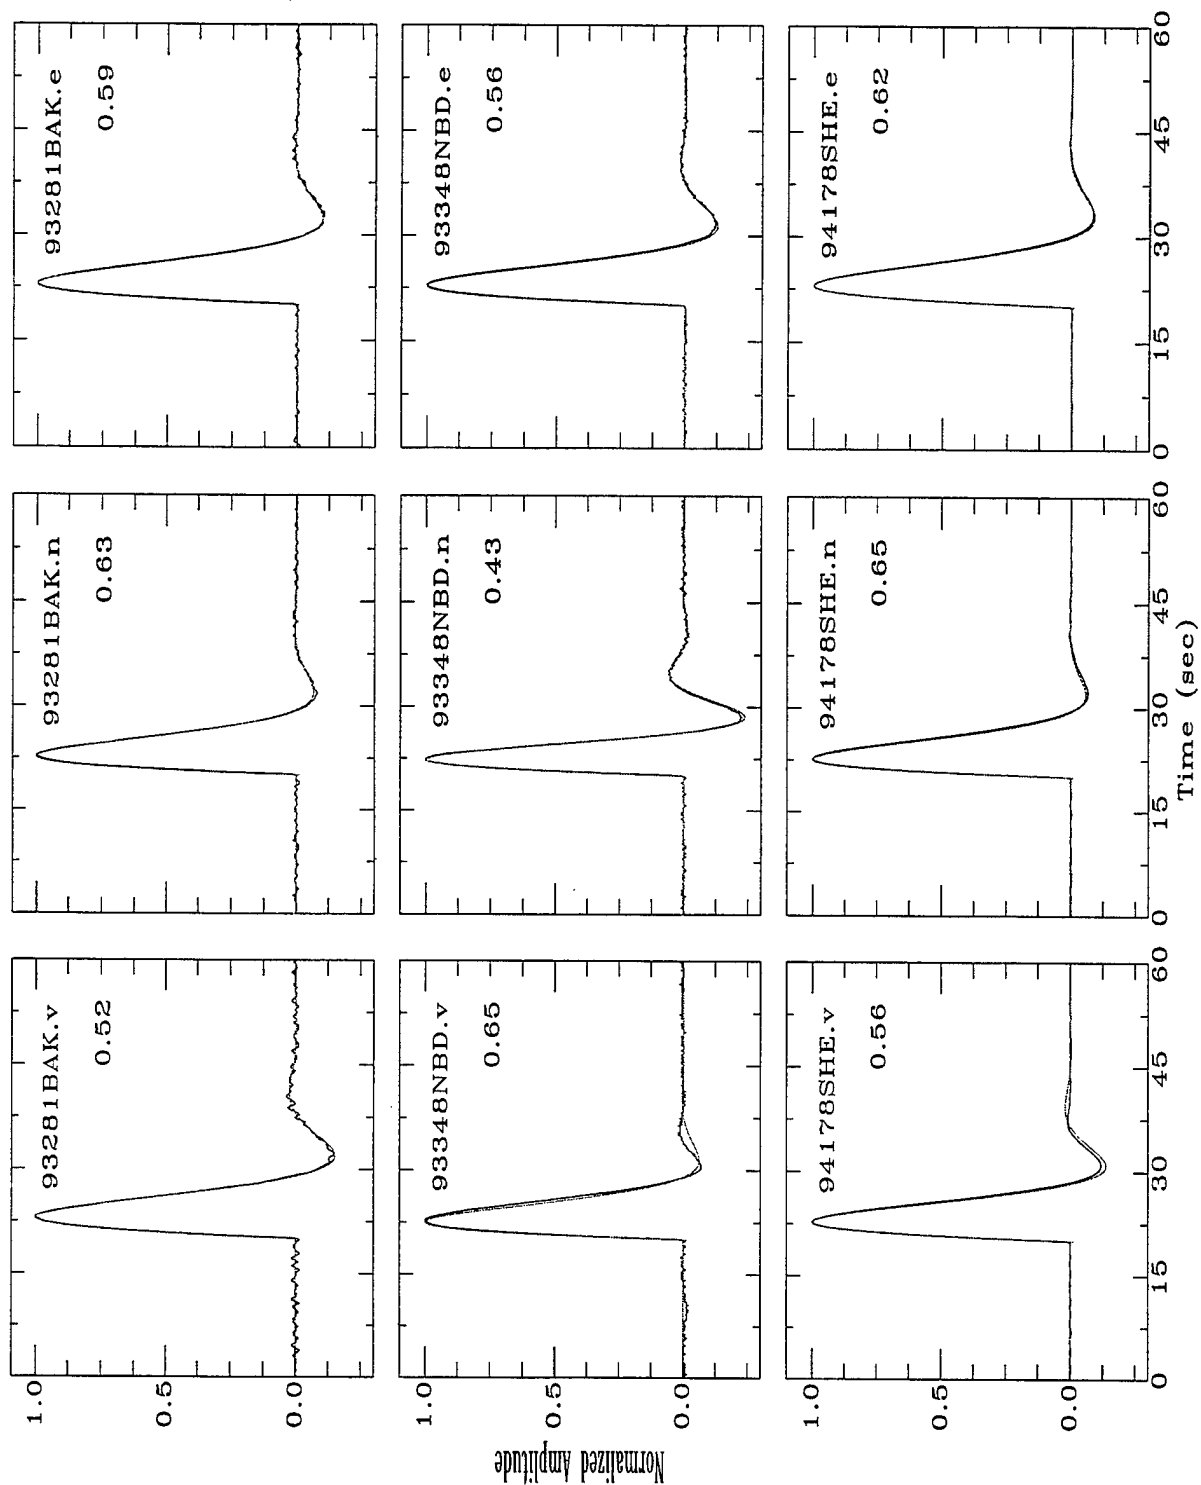 93281BAK.v
0.52
93281BAK.n
0.63
93281BAK.e
0.59
1.0
0.5
0.0
93348NBD.v
0.65
93348NBD.n
0.43
93348NBD.e
0.56
1.0
0.5
0.0
Normalized Amplitude
94178SHE.v
0.56
94178SHE.n
0.65
94178SHE.e
0.62
1.0
0.5
0.0
0 15 30 45 60
0 15 30 45 60
0 15 30 45 60
Time (sec)